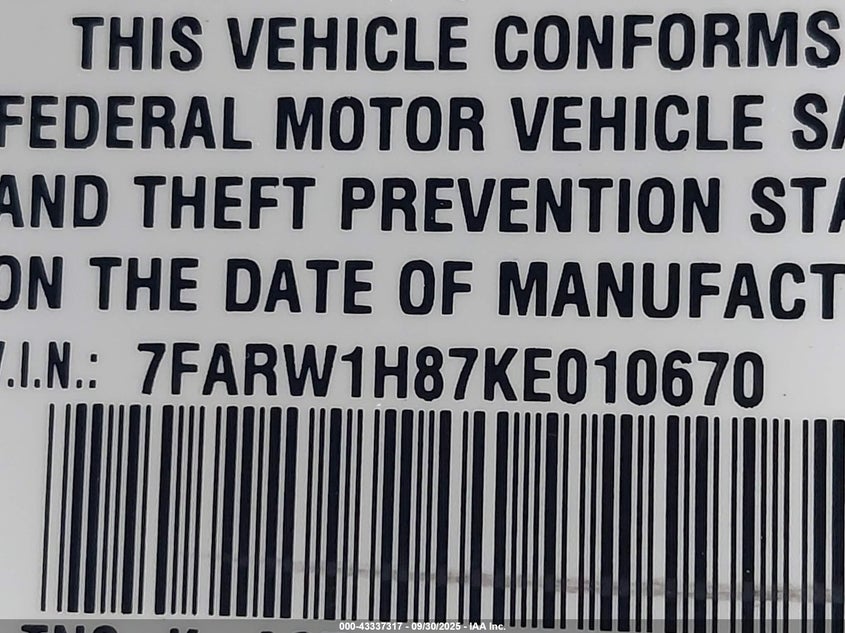 THIS VEHICLE CONFORMS
FEDERAL MOTOR VEHICLE SA
AND THEFT PREVENTION STA
ON THE DATE OF MANUFACT
V.I.N.: 7FARW1H87KE010670
000-43337317 - 09/30/2025 - IAA Inc.